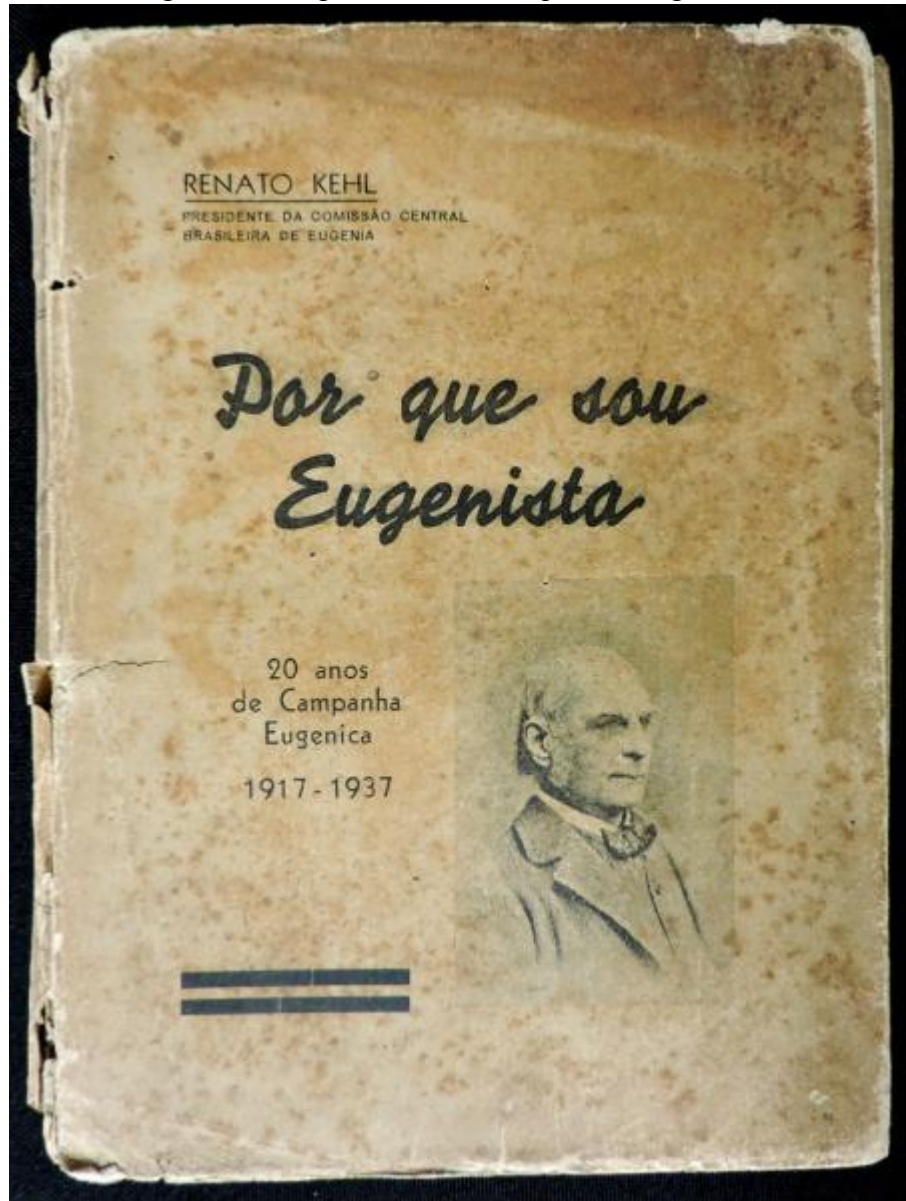 RENATO KEHL
PRESIDENTE DA COMISSÃO CENTRAL
BRASILEIRA DE EUGENIA
Por que sou
Eugenista
20 anos
de Campanha
Eugenica
1917-1937